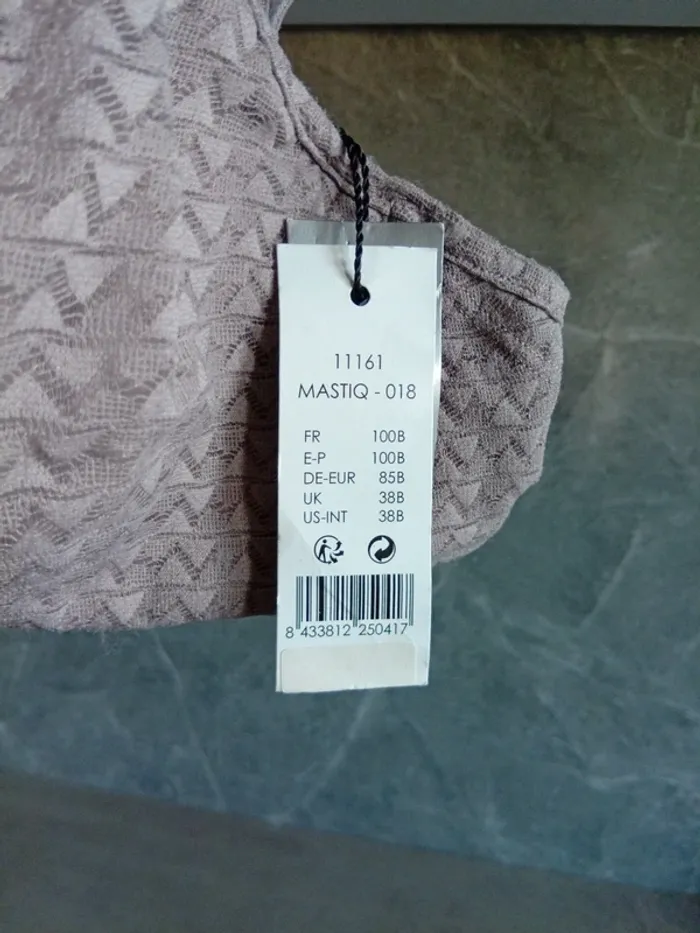 11161
MASTIQ - 018
FR 100B
E-P 100B
DE-EUR 85B
UK 38B
US-INT 38B
8 433812 250417